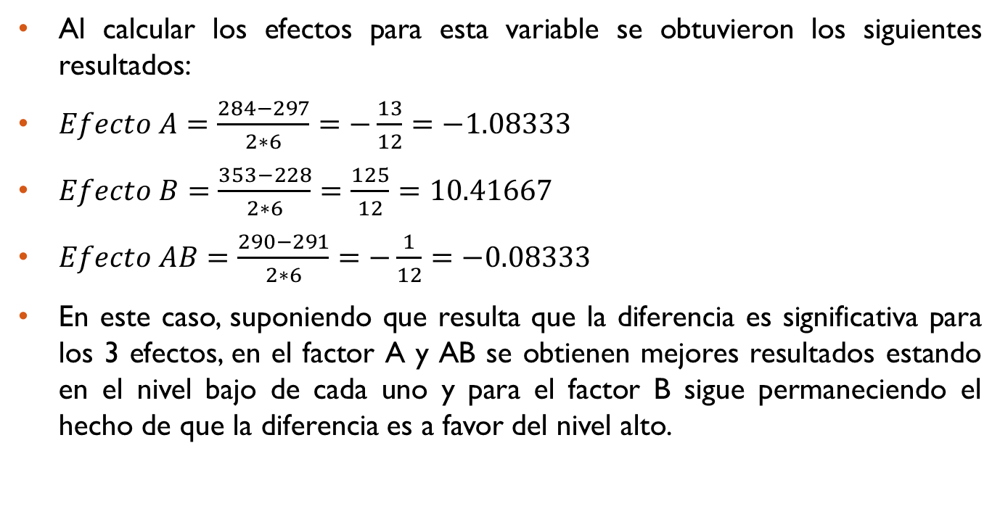 • Al calcular los efectos para esta variable se obtuvieron los siguientes
resultados:
• Efecto A = \frac{284−297}{2∗6} = −\frac{13}{12} = −1.08333
• Efecto B = \frac{353−228}{2∗6} = \frac{125}{12} = 10.41667
• Efecto AB = \frac{290−291}{2∗6} = −\frac{1}{12} = −0.08333
• En este caso, suponiendo que resulta que la diferencia es significativa para
los 3 efectos, en el factor A y AB se obtienen mejores resultados estando
en el nivel bajo de cada uno y para el factor B sigue permaneciendo el
hecho de que la diferencia es a favor del nivel alto.